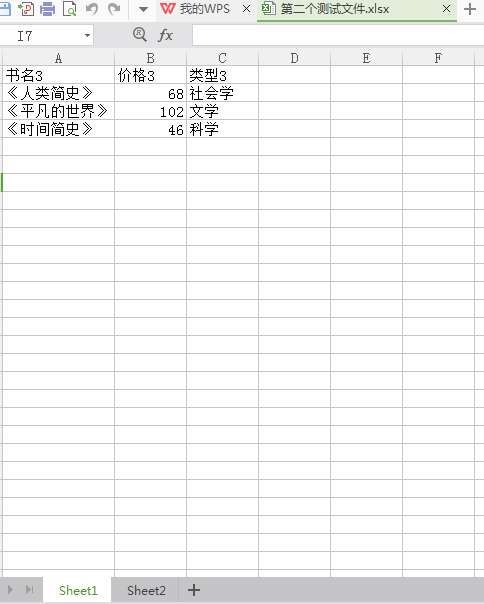 我的WPS 第二个测试文件.xlsx
I7 fx
A B C D E F
书名3 价格3 类型3
《人类简史》 68 社会学
《平凡的世界》 102 文学
《时间简史》 46 科学
Sheet1 Sheet2